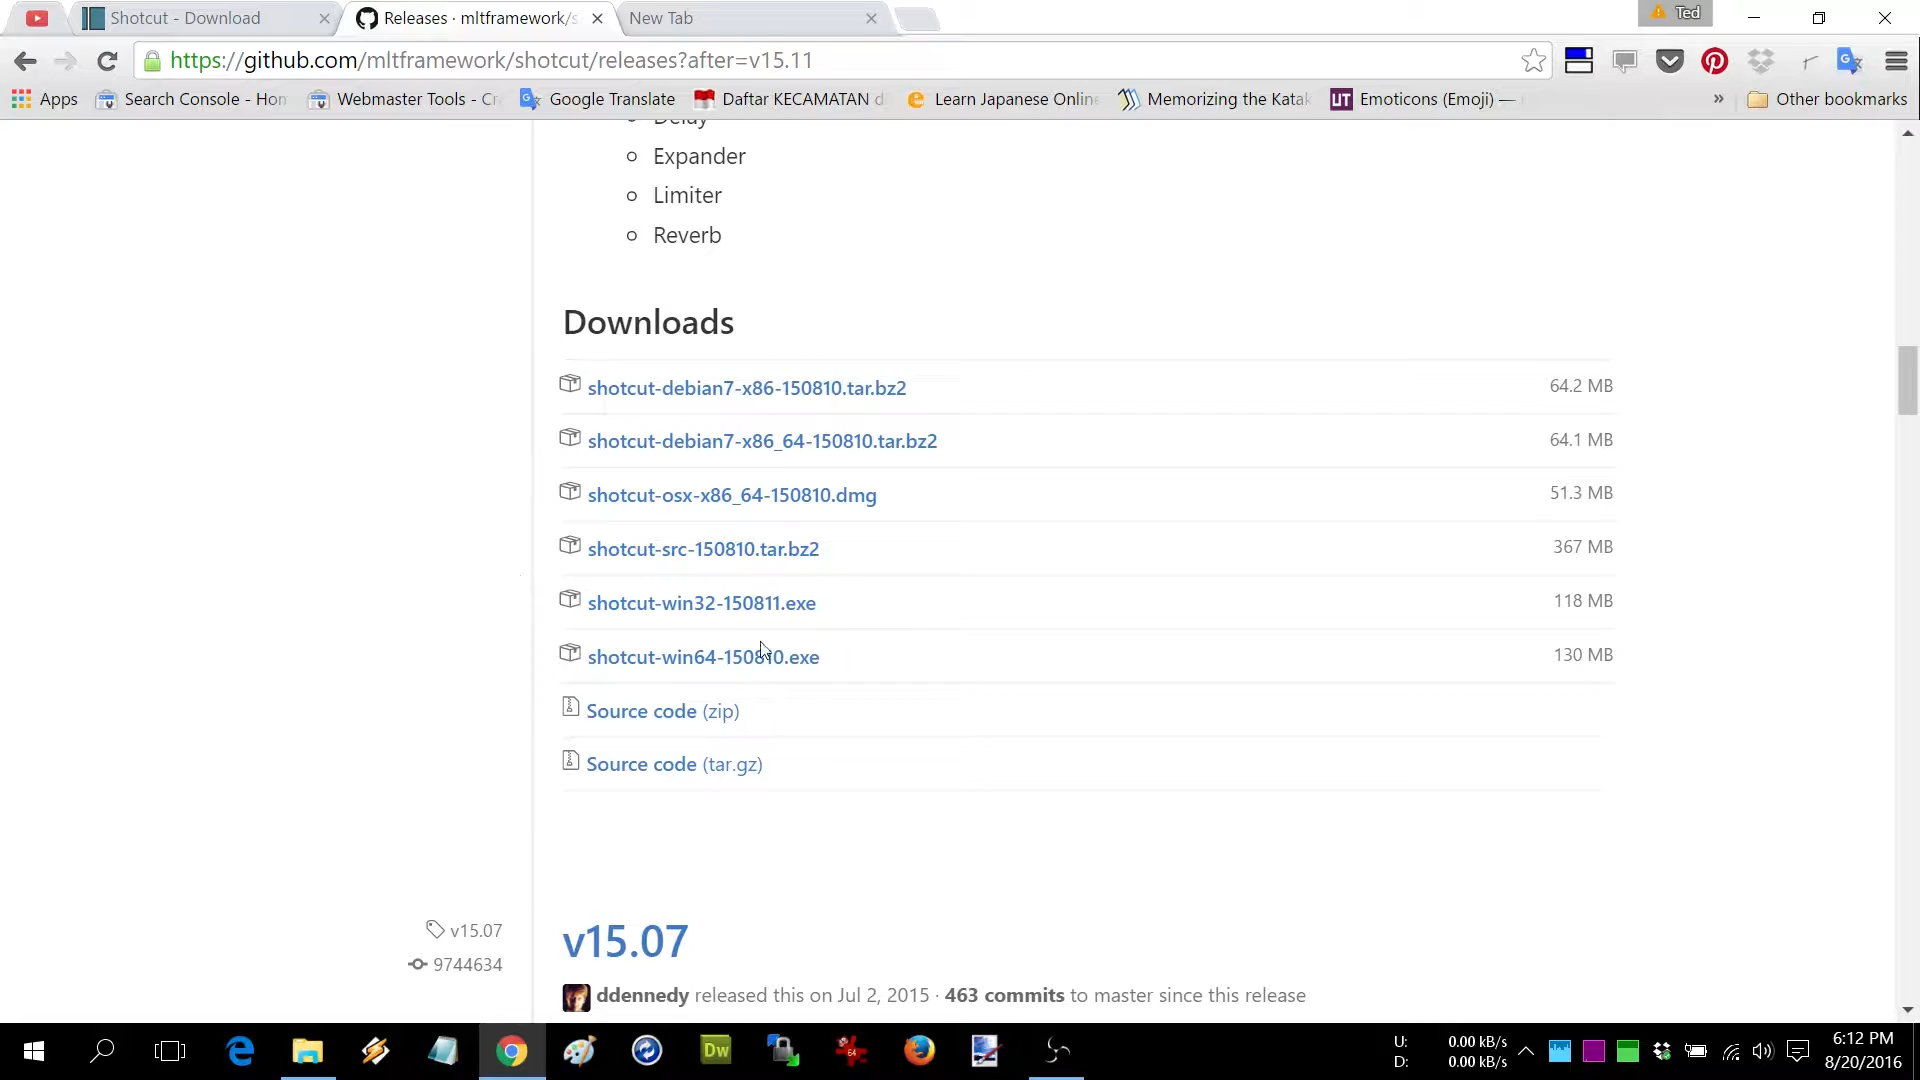 Shotcut - Download
Releases · mltframework/s
New Tab
Ted
https://github.com/mltframework/shotcut/releases?after=v15.11
Apps
Search Console - Hom
Webmaster Tools - Cr
Google Translate
Daftar KECAMATAN d
Learn Japanese Online
Memorizing the Katak
UT
Emoticons (Emoji) —
»
Other bookmarks
Delay
Expander
Limiter
Reverb
Downloads
shotcut-debian7-x86-150810.tar.bz2
64.2 MB
shotcut-debian7-x86_64-150810.tar.bz2
64.1 MB
shotcut-osx-x86_64-150810.dmg
51.3 MB
shotcut-src-150810.tar.bz2
367 MB
shotcut-win32-150811.exe
118 MB
shotcut-win64-150810.exe
130 MB
Source code (zip)
Source code (tar.gz)
v15.07
9744634
v15.07
ddennedy released this on Jul 2, 2015 · 463 commits to master since this release
Dw
64
U: 0.00 kB/s
D: 0.00 kB/s
6:12 PM
8/20/2016